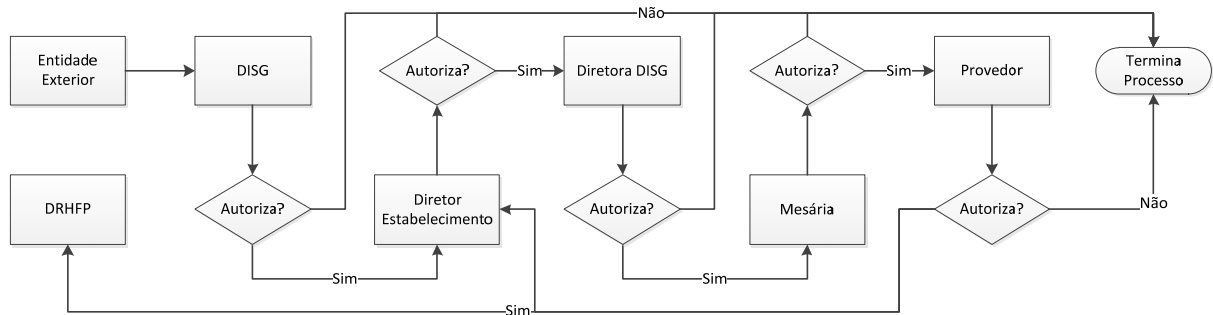 Não
Entidade
Exterior
DISG
Autoriza?
Sim
Diretora DISG
Autoriza?
Sim
Provedor
Termina
Processo
DRHFP
Autoriza?
Diretor
Estabelecimento
Autoriza?
Mesária
Autoriza?
Não
Sim
Sim
Sim